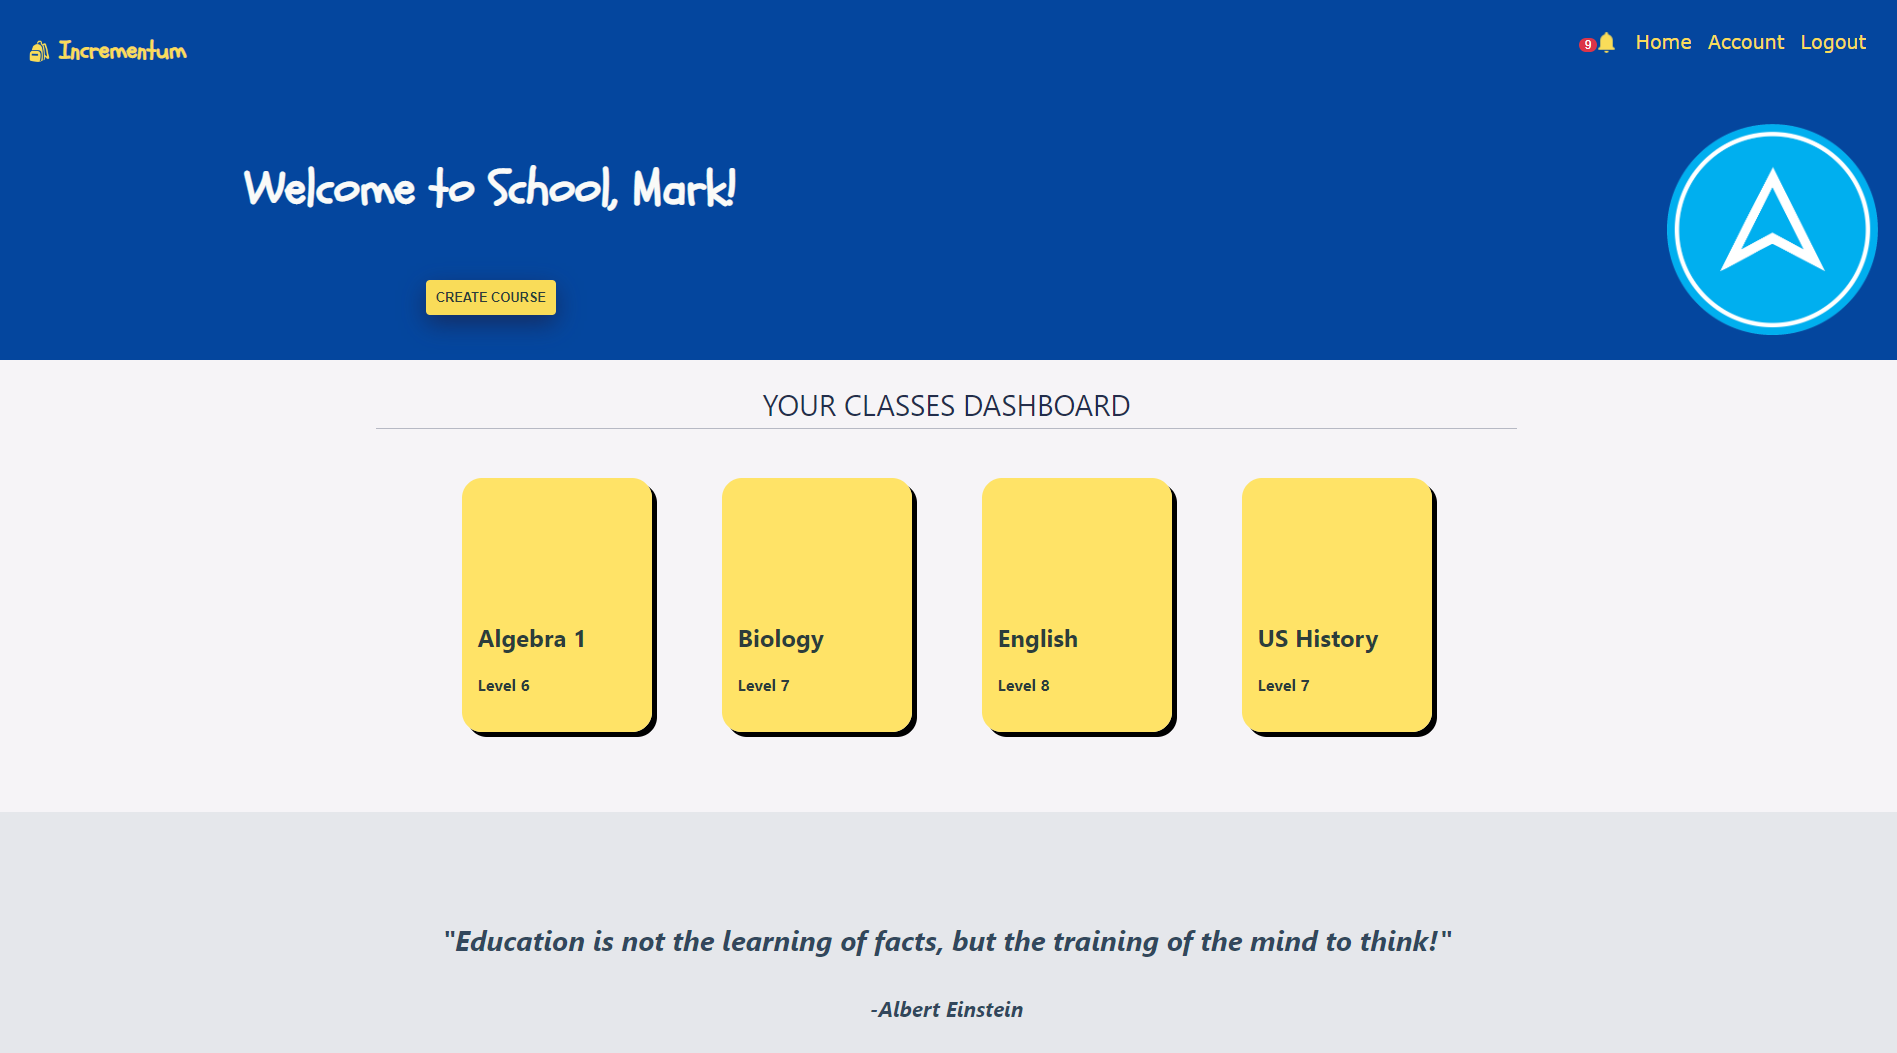 Incrementum
9 Home Account Logout
Welcome to School, Mark!
CREATE COURSE
YOUR CLASSES DASHBOARD
Algebra 1
Level 6
Biology
Level 7
English
Level 8
US History
Level 7
"Education is not the learning of facts, but the training of the mind to think!"
-Albert Einstein